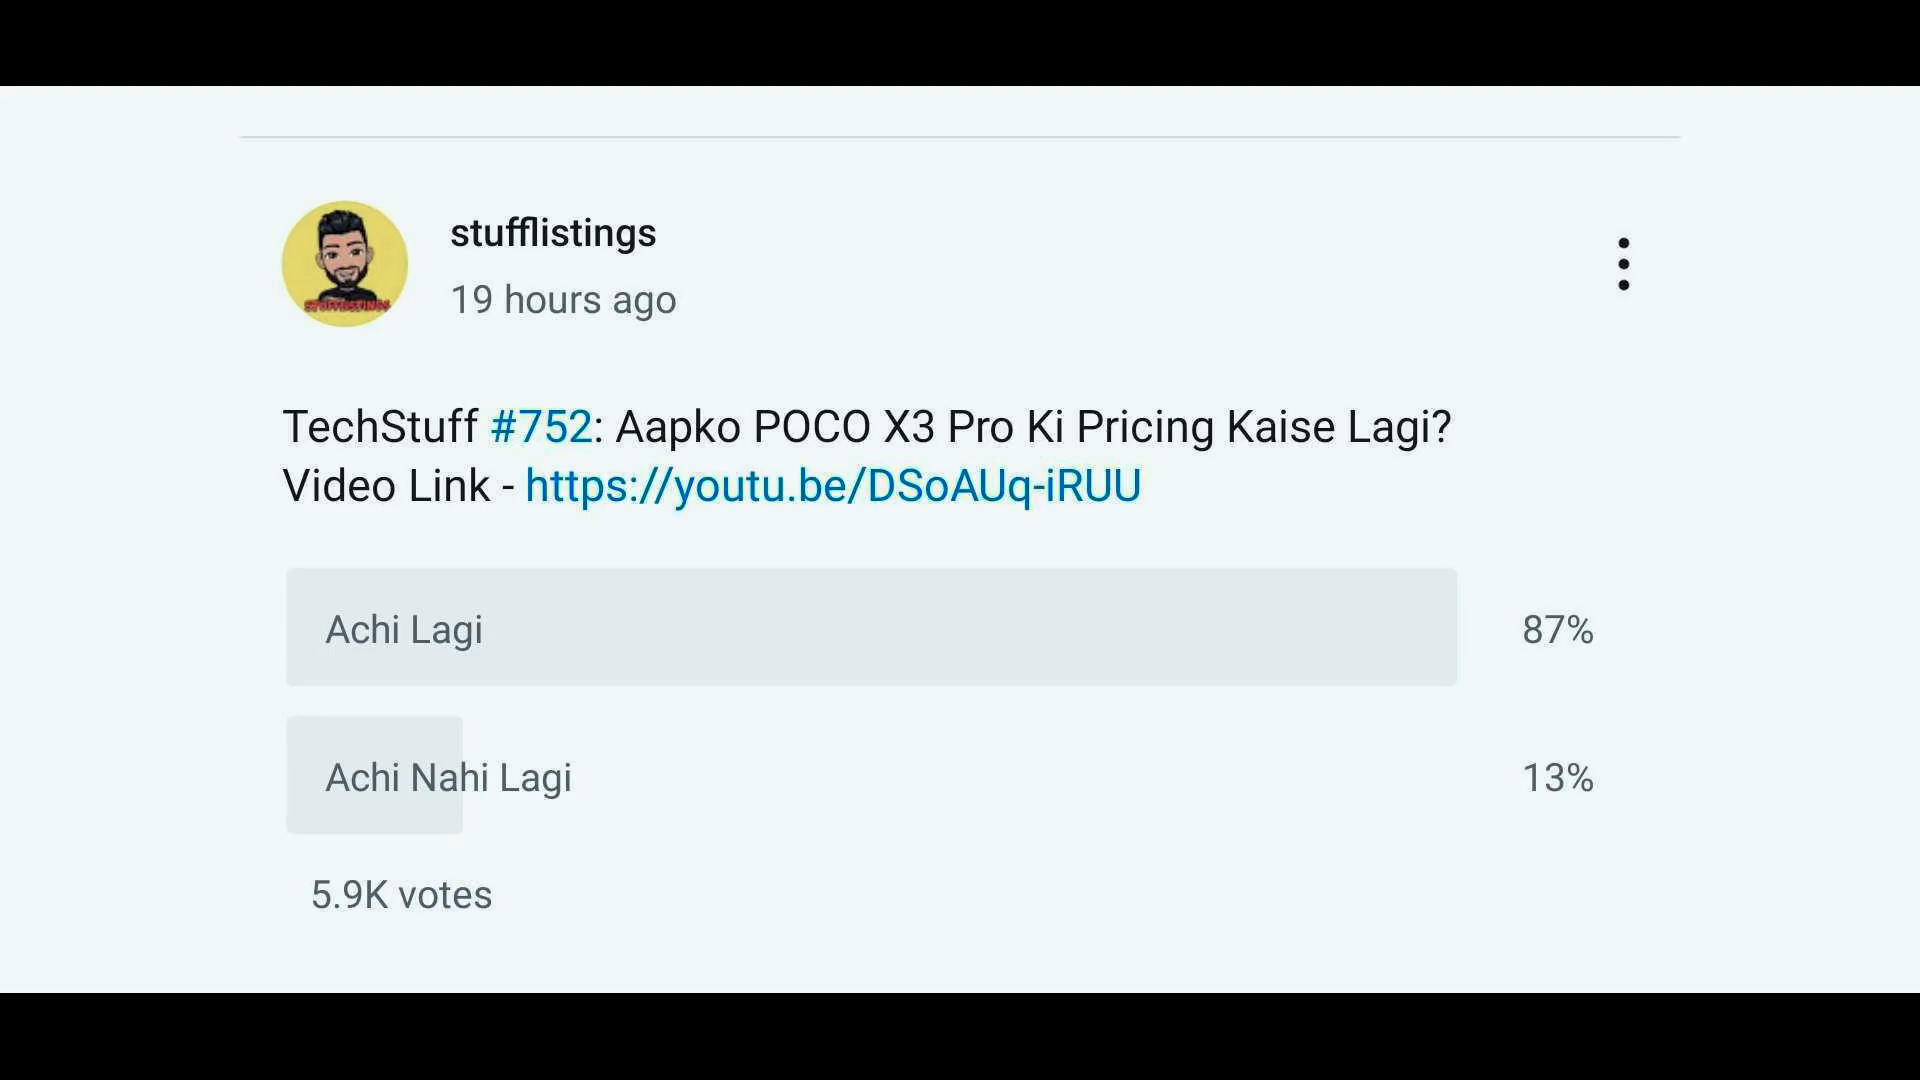 stufflistings
19 hours ago
STUFFLISTINGS
TechStuff #752: Aapko POCO X3 Pro Ki Pricing Kaise Lagi?
Video Link - https://youtu.be/DSoAUq-iRUU
Achi Lagi 87%
Achi Nahi Lagi 13%
5.9K votes